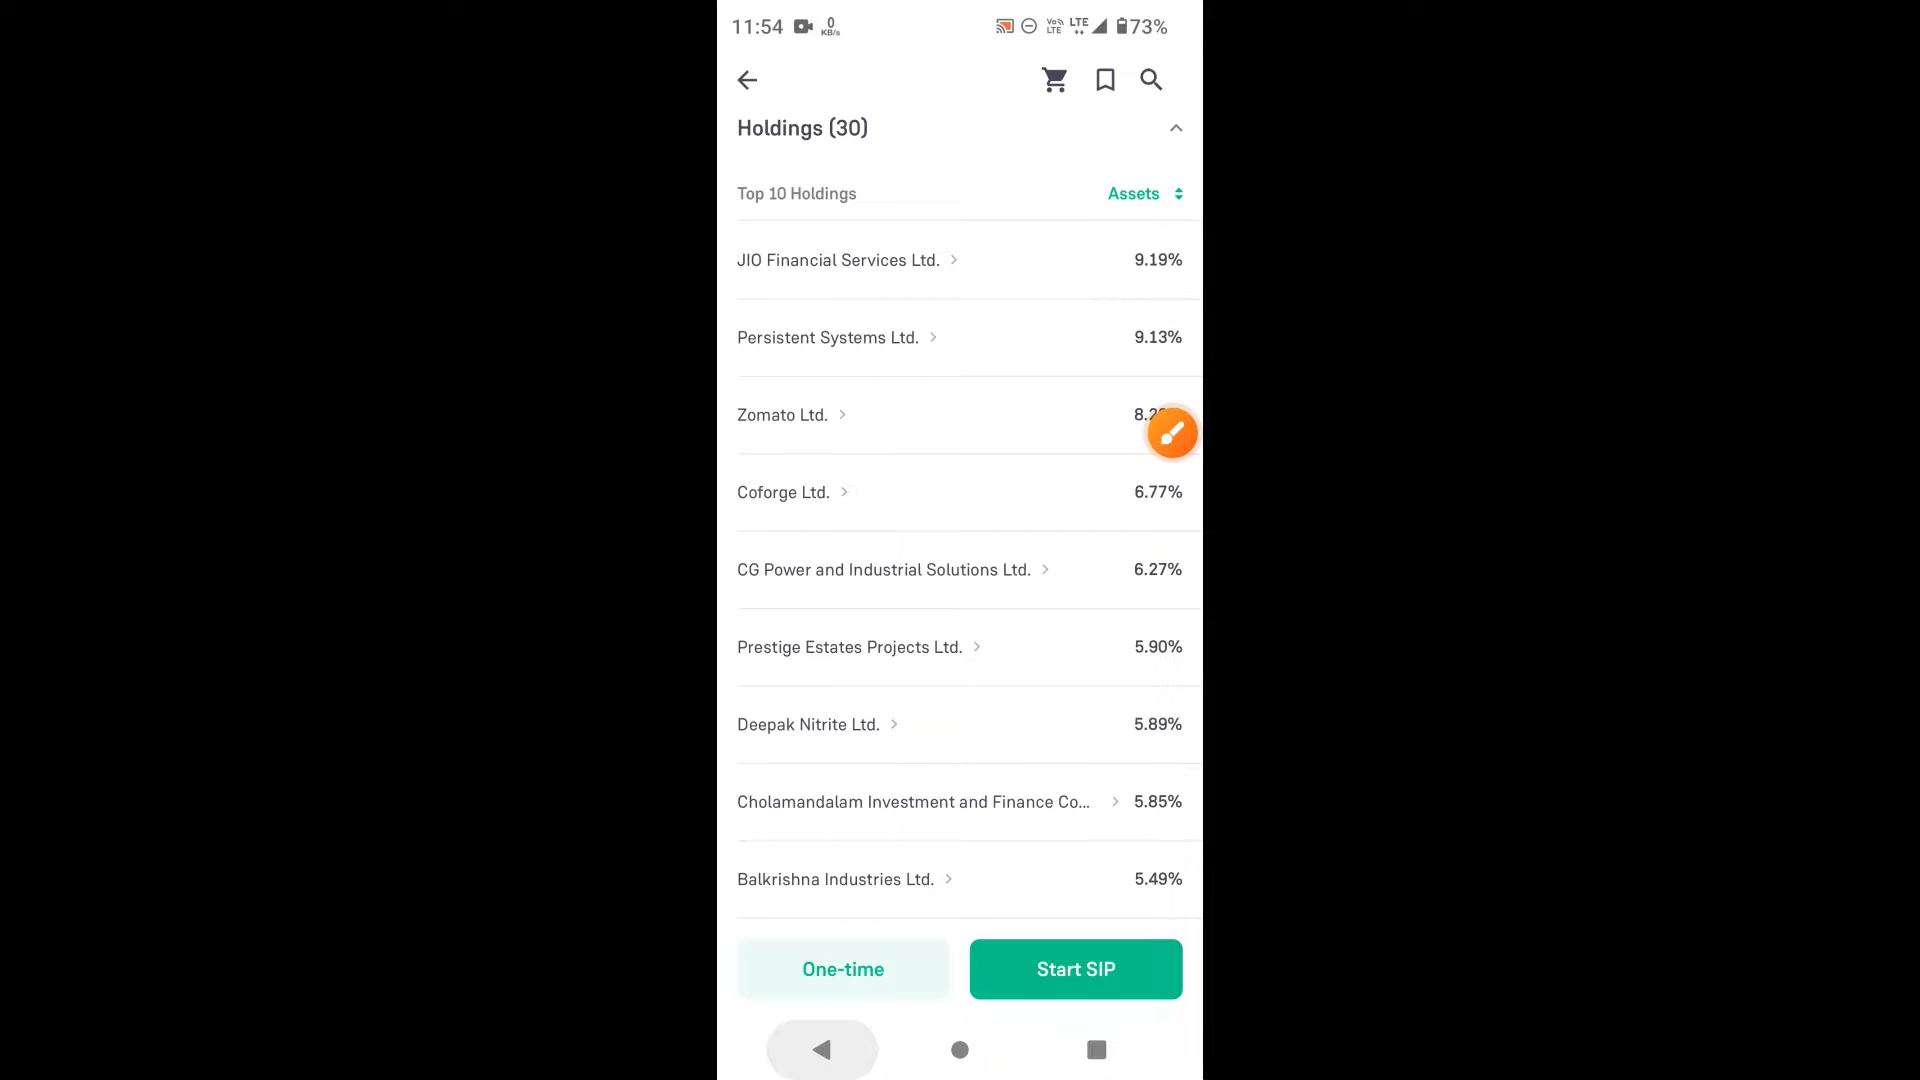 11:54 0 KB/s Vo LTE LTE 73%
Holdings (30)
Top 10 Holdings Assets
JIO Financial Services Ltd. 9.19%
Persistent Systems Ltd. 9.13%
Zomato Ltd.
Coforge Ltd. 6.77%
CG Power and Industrial Solutions Ltd. 6.27%
Prestige Estates Projects Ltd. 5.90%
Deepak Nitrite Ltd. 5.89%
Cholamandalam Investment and Finance Co... 5.85%
Balkrishna Industries Ltd. 5.49%
One-time Start SIP